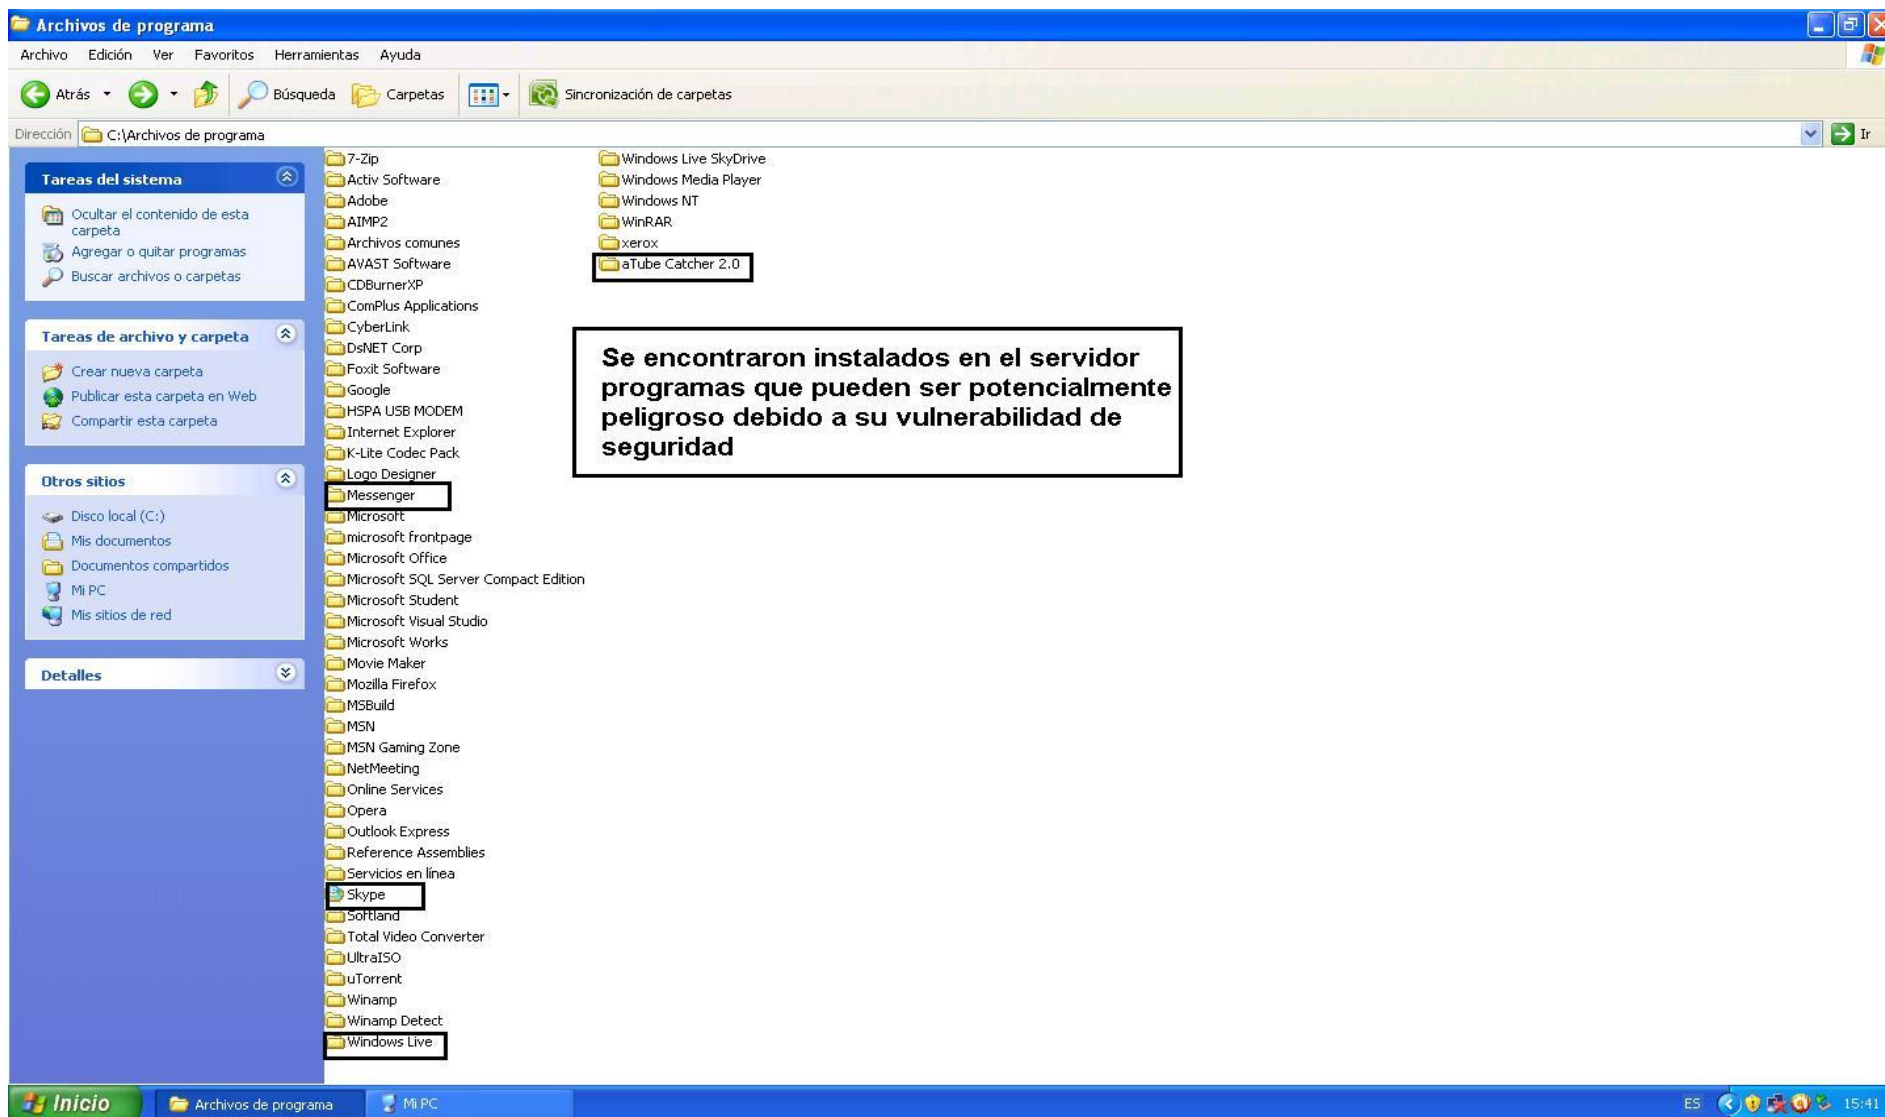 Archivos de programa
Archivo Edición Ver Favoritos Herramientas Ayuda
Atrás Búsqueda Carpetas Sincronización de carpetas
Dirección C:\Archivos de programa Ir
Tareas del sistema
Ocultar el contenido de esta
carpeta
Agregar o quitar programas
Buscar archivos o carpetas
Tareas de archivo y carpeta
Crear nueva carpeta
Publicar esta carpeta en Web
Compartir esta carpeta
Otros sitios
Disco local (C:)
Mis documentos
Documentos compartidos
Mi PC
Mis sitios de red
Detalles
7-Zip
Activ Software
Adobe
AIMP2
Archivos comunes
AVAST Software
CDBurnerXP
ComPlus Applications
CyberLink
DsNET Corp
Foxit Software
Google
HSPA USB MODEM
Internet Explorer
K-Lite Codec Pack
Logo Designer
Messenger
Microsoft
microsoft frontpage
Microsoft Office
Microsoft SQL Server Compact Edition
Microsoft Student
Microsoft Visual Studio
Microsoft Works
Movie Maker
Mozilla Firefox
MSBuild
MSN
MSN Gaming Zone
NetMeeting
Online Services
Opera
Outlook Express
Reference Assemblies
Servicios en línea
Skype
Softland
Total Video Converter
UltraISO
uTorrent
Winamp
Winamp Detect
Windows Live
Windows Live SkyDrive
Windows Media Player
Windows NT
WinRAR
xerox
aTube Catcher 2.0
Se encontraron instalados en el servidor
programas que pueden ser potencialmente
peligroso debido a su vulnerabilidad de
seguridad
Inicio Archivos de programa Mi PC ES 15:41